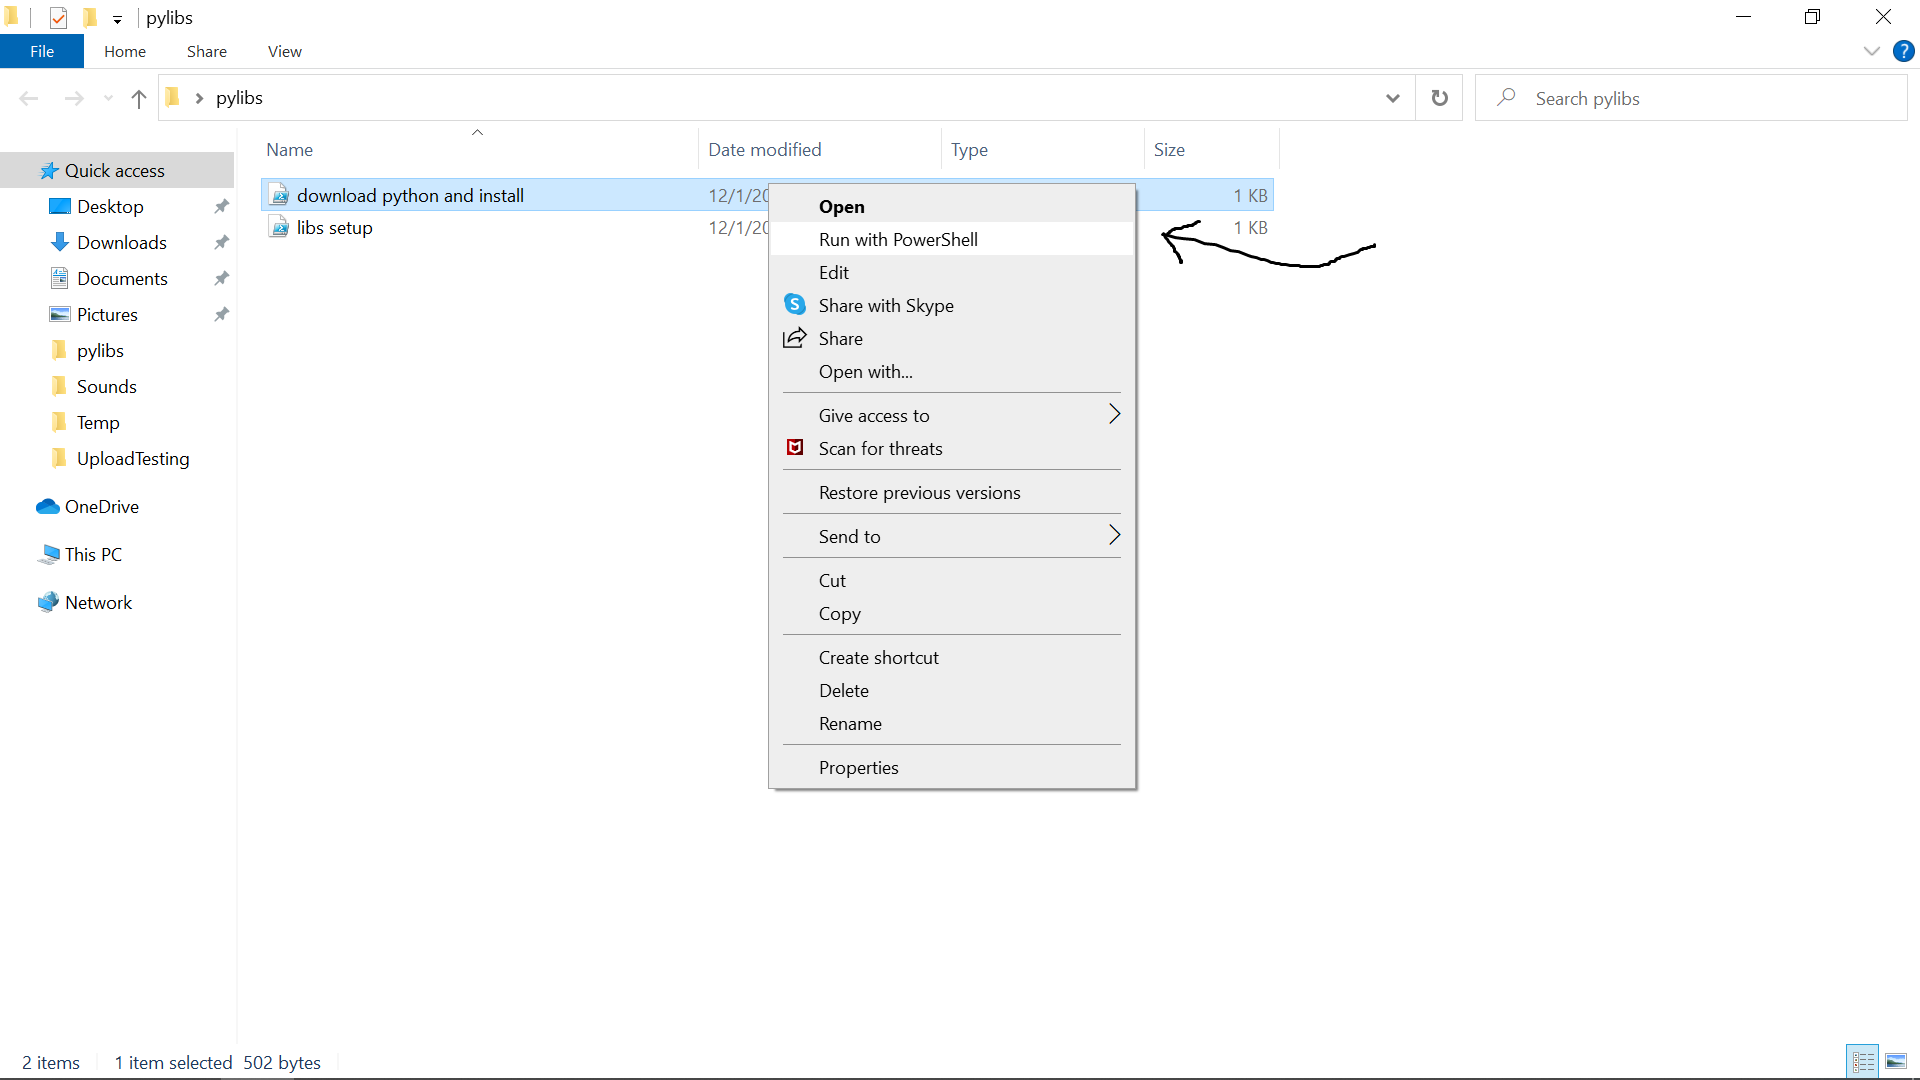 pylibs
File Home Share View
pylibs
Search pylibs
Name Date modified Type Size
Quick access
Desktop
Downloads
Documents
Pictures
pylibs
Sounds
Temp
UploadTesting
OneDrive
This PC
Network
download python and install 12/1/20 1 KB
libs setup 12/1/20 1 KB
Open
Run with PowerShell
Edit
Share with Skype
Share
Open with...
Give access to
Scan for threats
Restore previous versions
Send to
Cut
Copy
Create shortcut
Delete
Rename
Properties
2 items 1 item selected 502 bytes